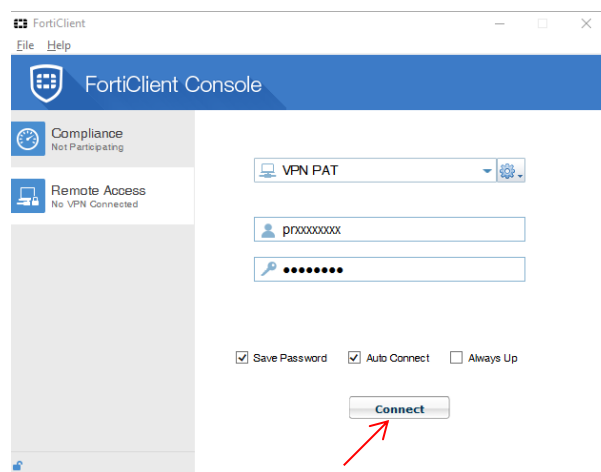 FortiClient
File Help
FortiClient Console
Compliance
Not Participating
Remote Access
No VPN Connected
VPN PAT
prxxxxxxxx
●●●●●●●●
Save Password Auto Connect Always Up
Connect